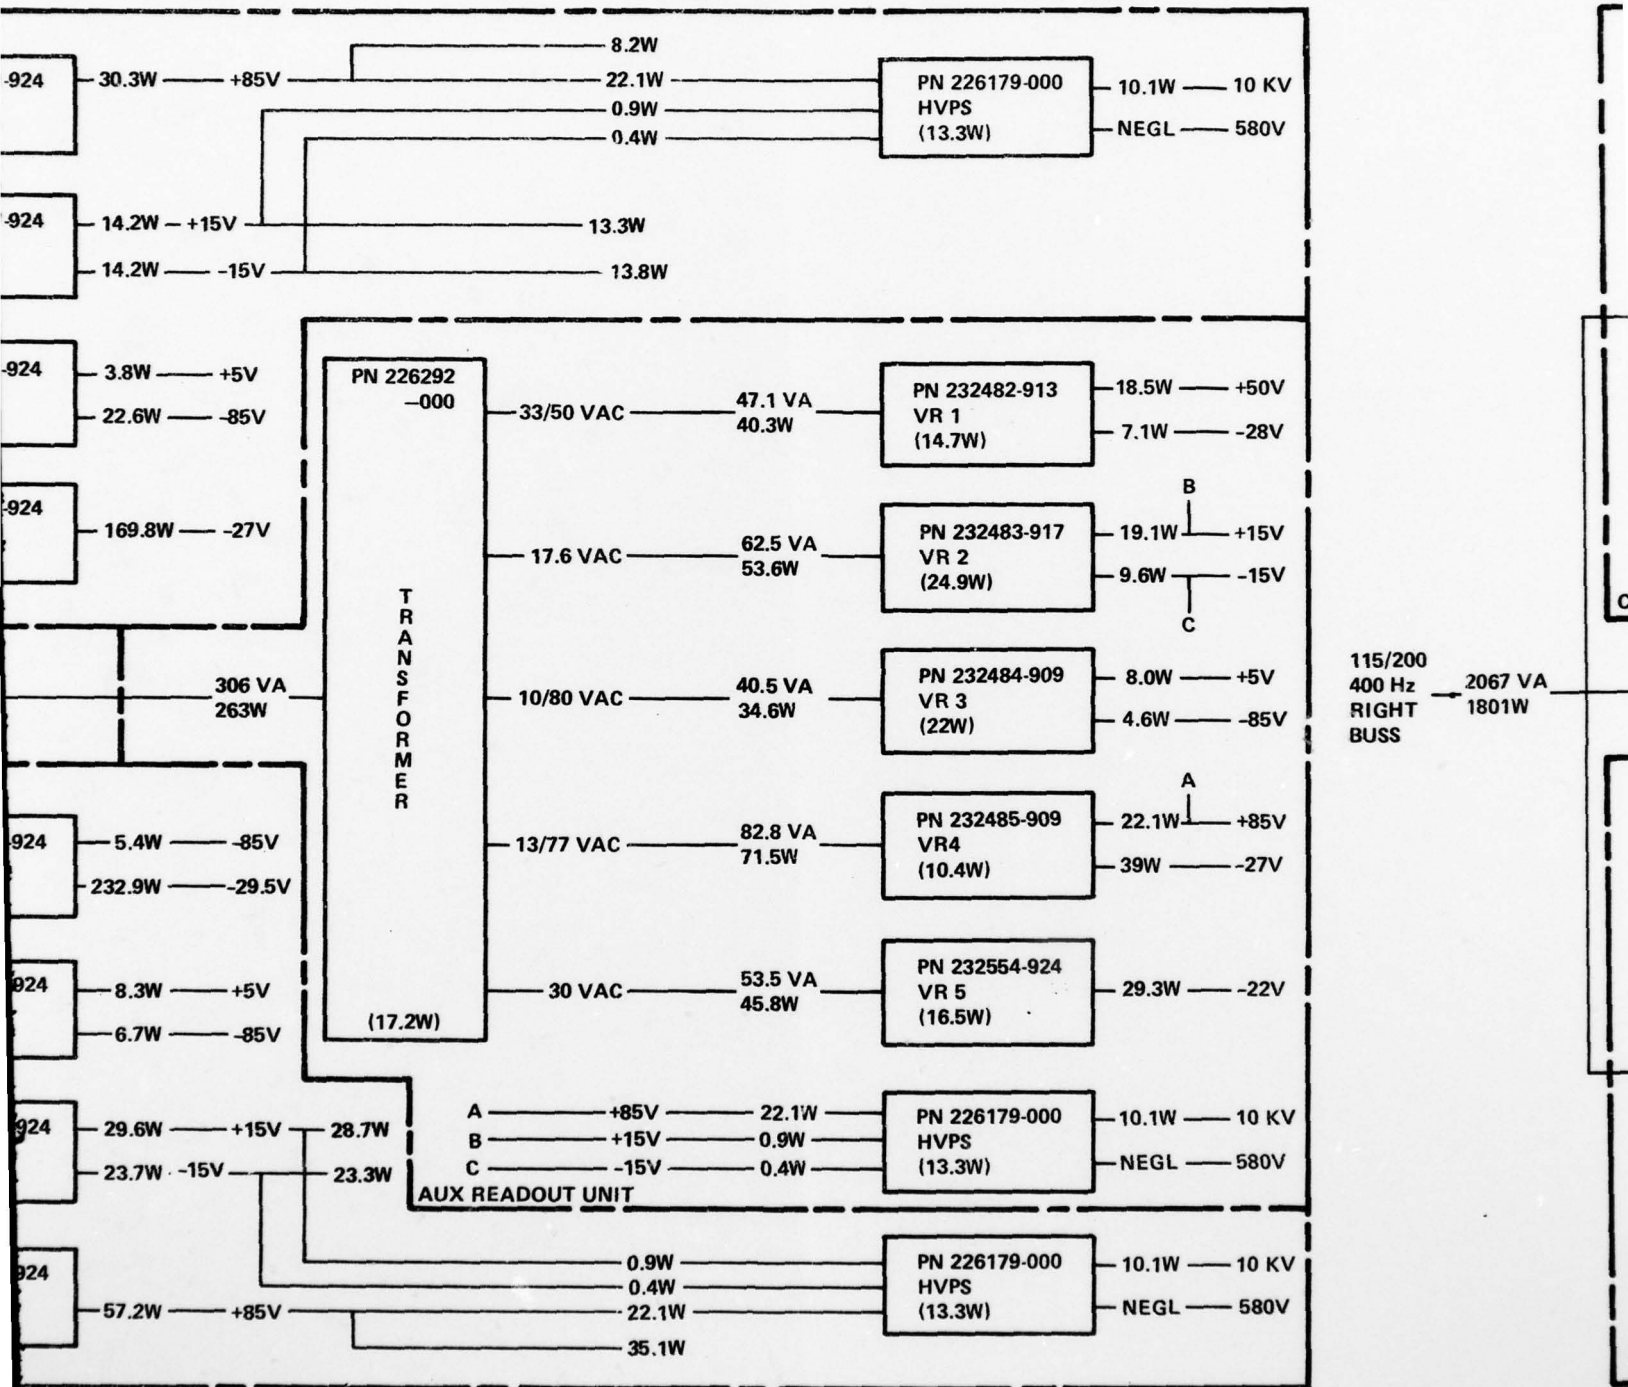 -924
30.3W
+85V
8.2W
22.1W
0.9W
0.4W
PN 226179-000
HVPS
(13.3W)
10.1W
10 KV
NEGL
580V
-924
14.2W
+15V
13.3W
14.2W
-15V
13.8W
-924
3.8W
+5V
22.6W
-85V
-924
169.8W
-27V
PN 226292
-000
TRANSFORMER
(17.2W)
306 VA
263W
33/50 VAC
47.1 VA
40.3W
PN 232482-913
VR 1
(14.7W)
18.5W
+50V
7.1W
-28V
17.6 VAC
62.5 VA
53.6W
PN 232483-917
VR 2
(24.9W)
B
19.1W
+15V
9.6W
-15V
C
10/80 VAC
40.5 VA
34.6W
PN 232484-909
VR 3
(22W)
8.0W
+5V
4.6W
-85V
13/77 VAC
82.8 VA
71.5W
PN 232485-909
VR4
(10.4W)
A
22.1W
+85V
39W
-27V
30 VAC
53.5 VA
45.8W
PN 232554-924
VR 5
(16.5W)
29.3W
-22V
A
+85V
22.1W
B
+15V
0.9W
C
-15V
0.4W
PN 226179-000
HVPS
(13.3W)
10.1W
10 KV
NEGL
580V
AUX READOUT UNIT
924
5.4W
-85V
232.9W
-29.5V
924
8.3W
+5V
6.7W
-85V
924
29.6W
+15V
28.7W
23.7W
-15V
23.3W
924
57.2W
+85V
0.9W
0.4W
22.1W
35.1W
PN 226179-000
HVPS
(13.3W)
10.1W
10 KV
NEGL
580V
115/200
400 Hz
RIGHT
BUSS
2067 VA
1801W